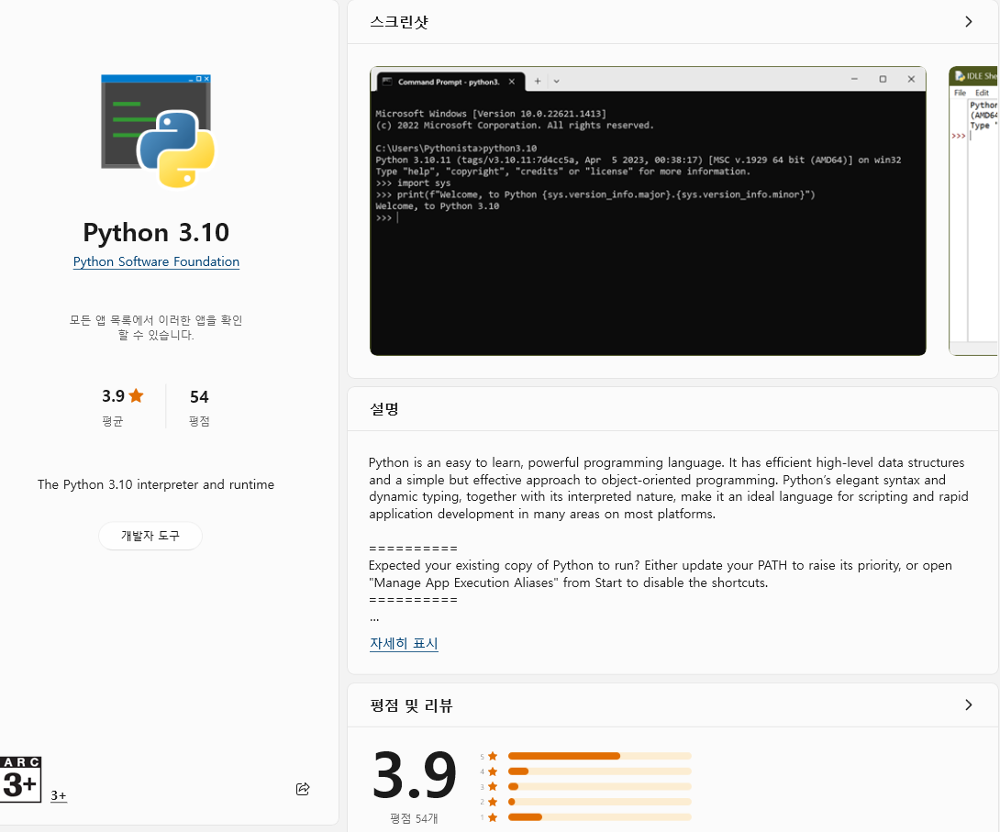 Python 3.10
Python Software Foundation
모든 앱 목록에서 이러한 앱을 확인
할 수 있습니다.
3.9
평균
54
평점
The Python 3.10 interpreter and runtime
개발자 도구
ARC
3+
3+
스크린샷
Command Prompt - python3.
Microsoft Windows [Version 10.0.22621.1413]
(c) 2022 Microsoft Corporation. All rights reserved.
C:\Users\Pythonista>python3.10
Python 3.10.11 (tags/v3.10.11:7d4cc5a, Apr  5 2023, 00:38:17) [MSC v.1929 64 bit (AMD64)] on win32
Type "help", "copyright", "credits" or "license" for more information.
>>> import sys
>>> print(f"Welcome, to Python {sys.version_info.major}.{sys.version_info.minor}")
Welcome, to Python 3.10
>>>
IDLE She
File Edit
Python
(AMD64
Type "
>>>
설명
Python is an easy to learn, powerful programming language. It has efficient high-level data structures
and a simple but effective approach to object-oriented programming. Python’s elegant syntax and
dynamic typing, together with its interpreted nature, make it an ideal language for scripting and rapid
application development in many areas on most platforms.
==========
Expected your existing copy of Python to run? Either update your PATH to raise its priority, or open
"Manage App Execution Aliases" from Start to disable the shortcuts.
==========
...
자세히 표시
평점 및 리뷰
3.9
평점 54개
5
4
3
2
1